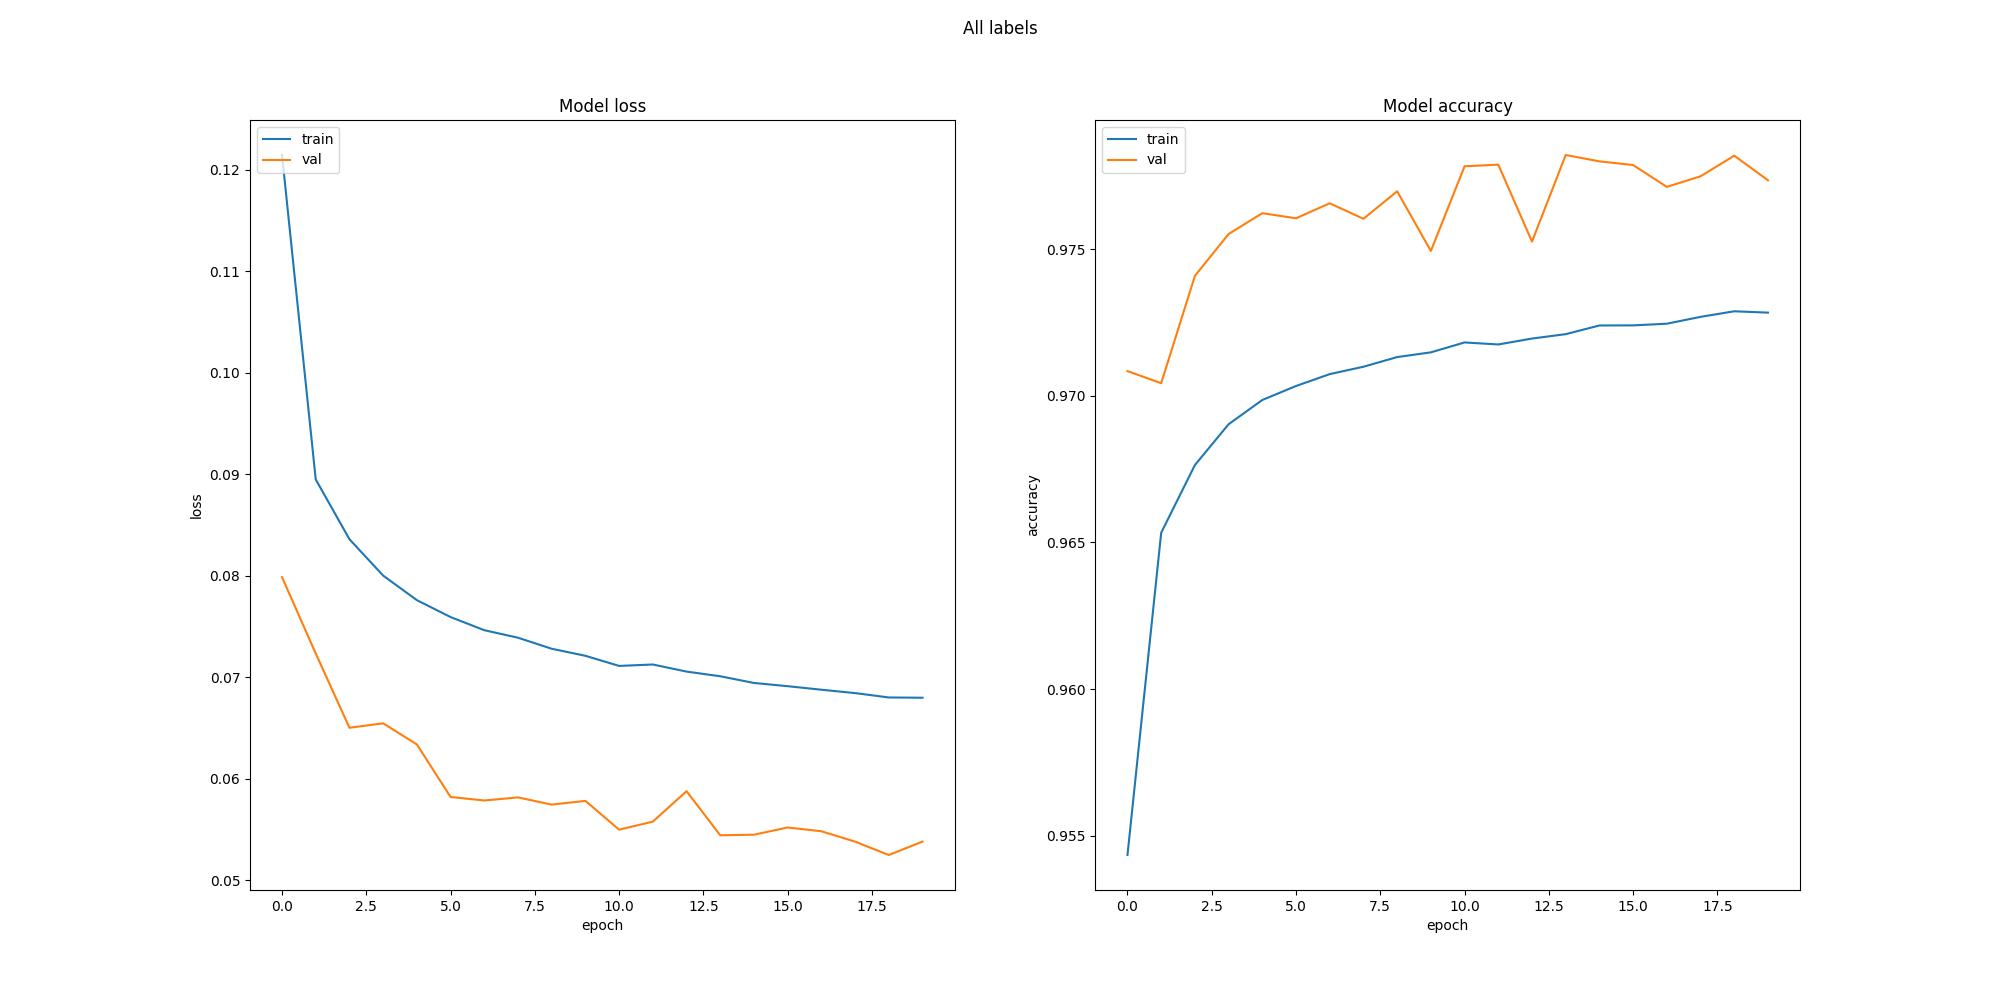 All labels
Model loss
train
val
0.12
0.11
0.10
0.09
0.08
0.07
0.06
0.05
loss
0.0 2.5 5.0 7.5 10.0 12.5 15.0 17.5
epoch
Model accuracy
train
val
0.975
0.970
0.965
0.960
0.955
accuracy
0.0 2.5 5.0 7.5 10.0 12.5 15.0 17.5
epoch